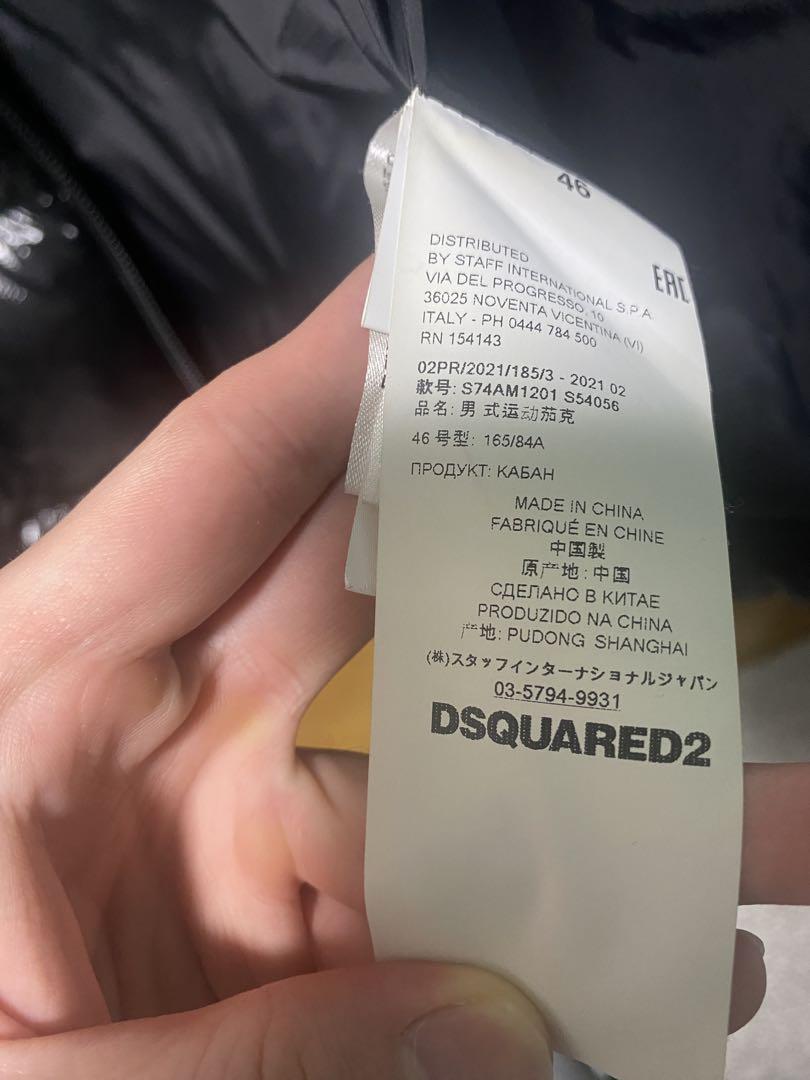 46
EAC
DISTRIBUTED
BY STAFF INTERNATIONAL S.P.A.
VIA DEL PROGRESSO, 10
36025 NOVENTA VICENTINA (VI)
ITALY - PH 0444 784 500
RN 154143
02PR/2021/185/3 - 2021 02
款号: S74AM1201 S54056
品名: 男式运动茄克
46 号型: 165/84A
ПРОДУКТ: КАБАН
MADE IN CHINA
FABRIQUÉ EN CHINE
中国製
原产地: 中国
СДЕЛАНО В КИТАЕ
PRODUZIDO NA CHINA
产地: PUDONG SHANGHAI
(株)スタッフインターナショナルジャパン
03-5794-9931
DSQUARED2